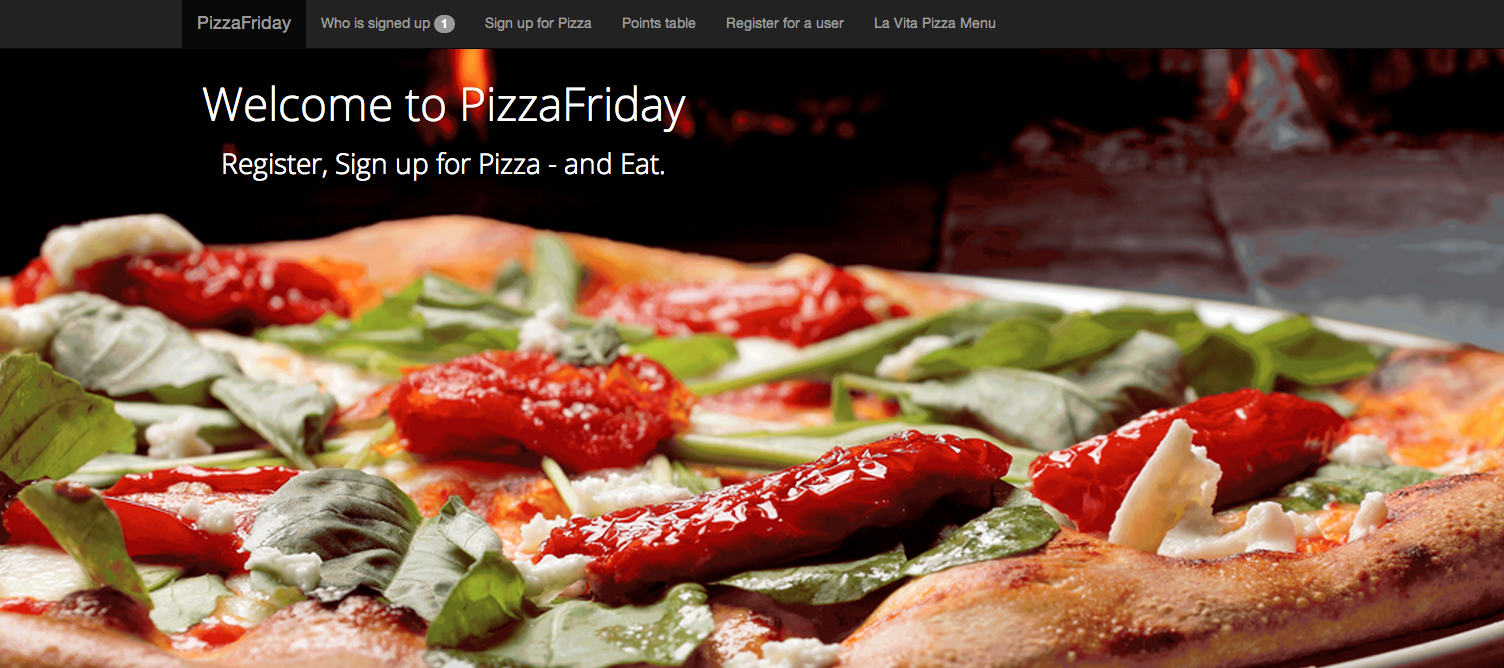 PizzaFriday Who is signed up 1 Sign up for Pizza Points table Register for a user La Vita Pizza Menu
Welcome to PizzaFriday
Register, Sign up for Pizza - and Eat.